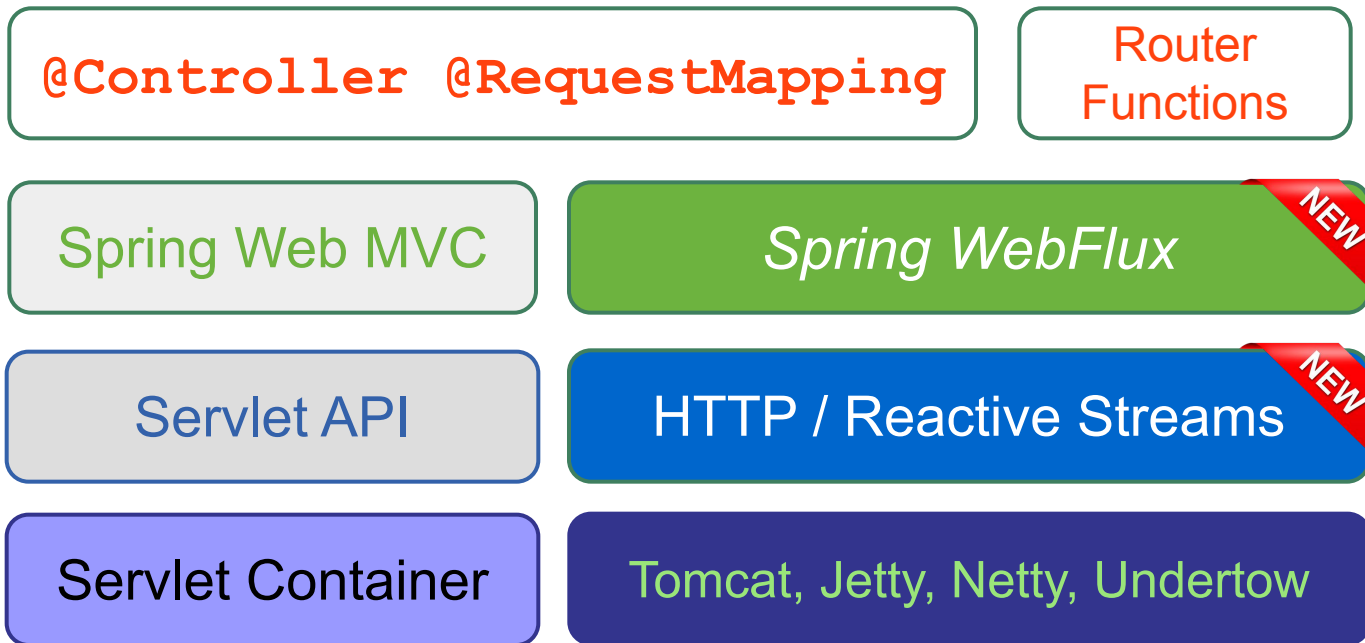 @Controller @RequestMapping
Router
Functions
Spring Web MVC
Spring WebFlux
NEW
Servlet API
HTTP / Reactive Streams
NEW
Servlet Container
Tomcat, Jetty, Netty, Undertow